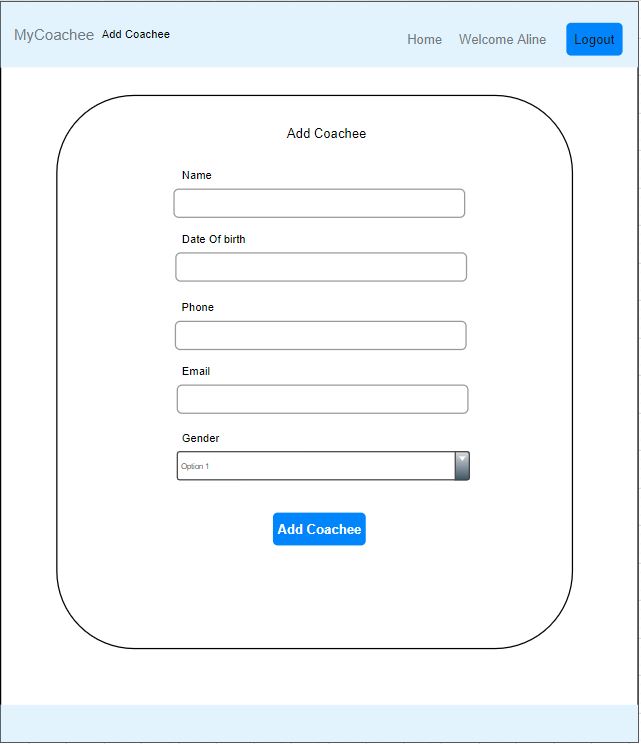 MyCoachee Add Coachee Home Welcome Aline Logout
Add Coachee
Name
Date Of birth
Phone
Email
Gender
Option 1
Add Coachee